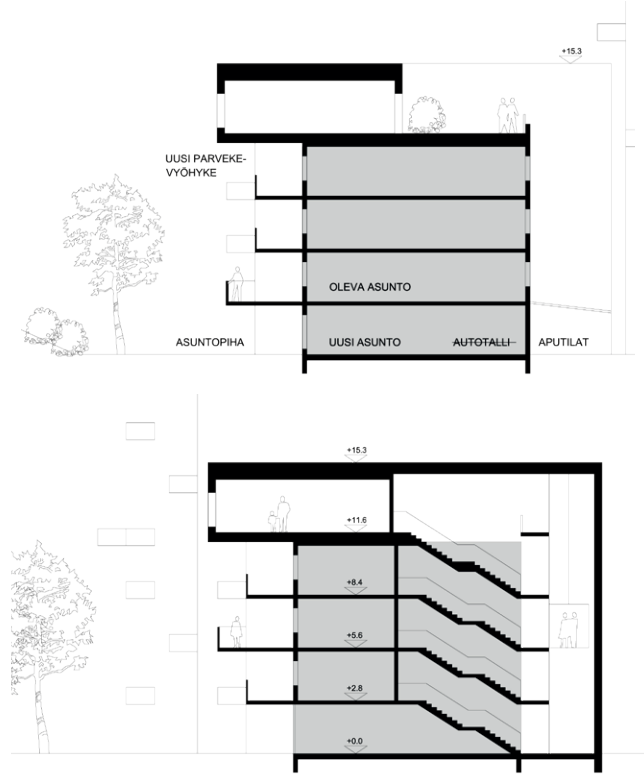 +15.3
UUSI PARVEKE-
VYÖHYKE
OLEVA ASUNTO
ASUNTOPIHA
UUSI ASUNTO
AUTOTALLI
APUTILAT
+15.3
+11.6
+8.4
+5.6
+2.8
+0.0